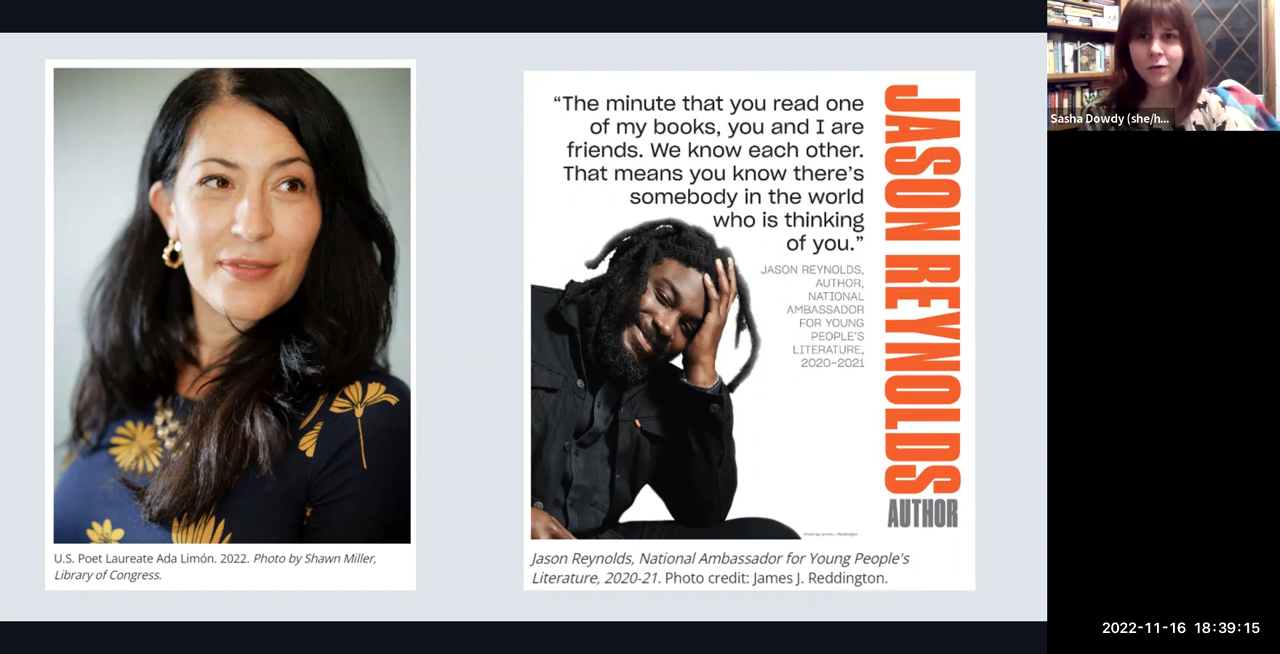 U.S. Poet Laureate Ada Limón. 2022. Photo by Shawn Miller,
Library of Congress.
“The minute that you read one
of my books, you and I are
friends. We know each other.
That means you know there’s
somebody in the world
who is thinking
of you.”
JASON REYNOLDS,
AUTHOR,
NATIONAL
AMBASSADOR
FOR YOUNG
PEOPLE’S
LITERATURE,
2020–2021
JASON REYNOLDS
AUTHOR
Photo by James J. Reddington
Jason Reynolds, National Ambassador for Young People's
Literature, 2020-21. Photo credit: James J. Reddington.
Sasha Dowdy (she/h...
2022-11-16 18:39:15